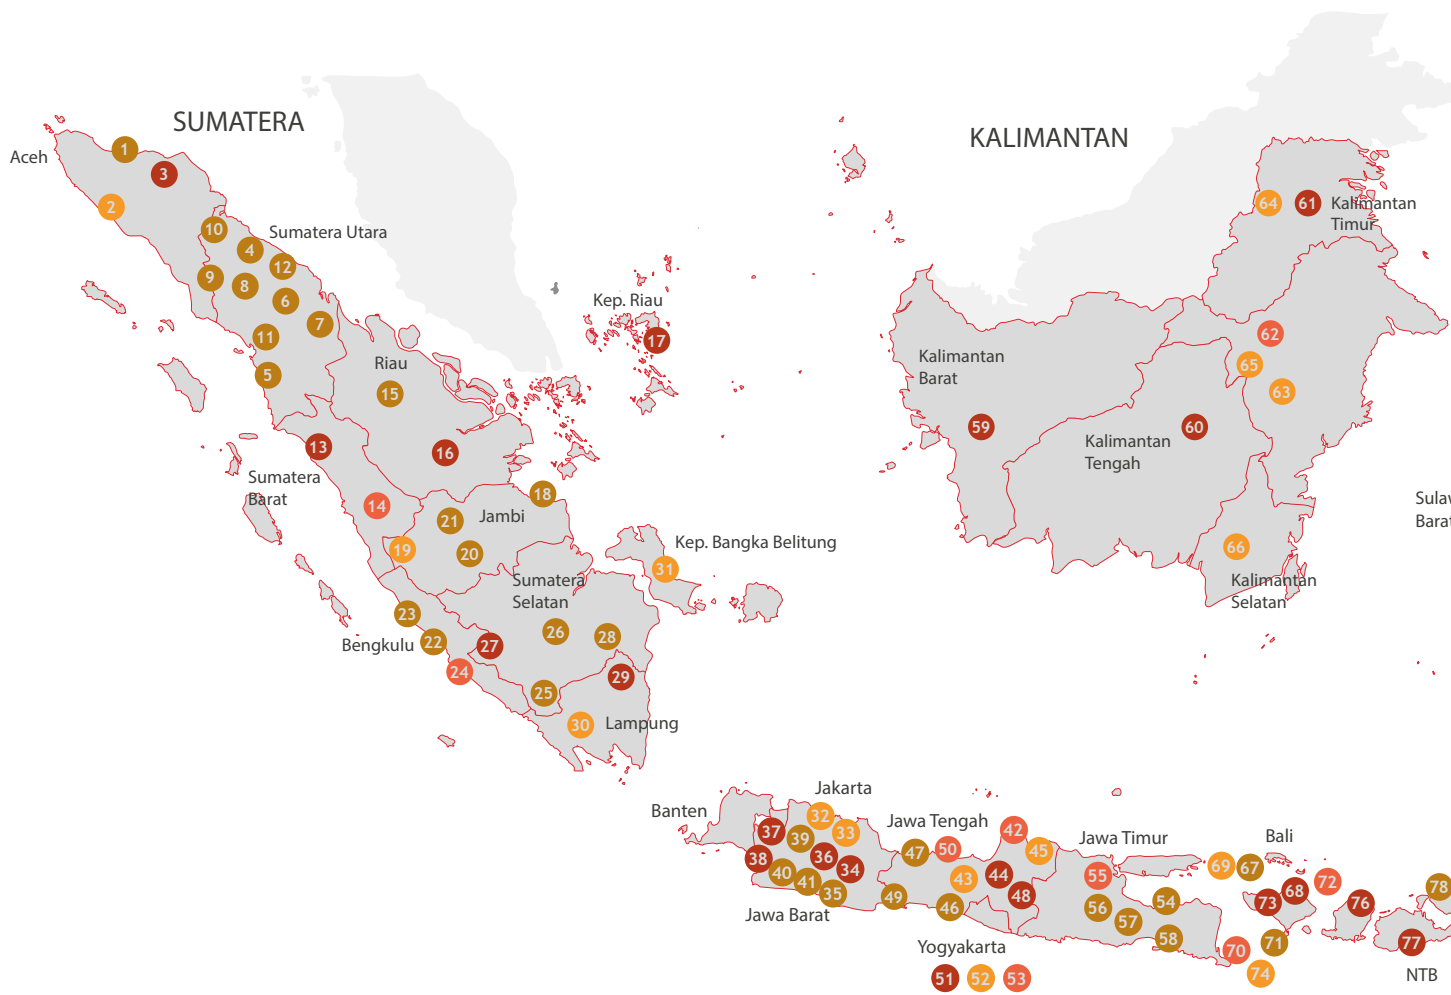 SUMATERA
KALIMANTAN
Aceh
1
3
2
10
Sumatera Utara
4
12
9
8
6
7
11
5
Riau
15
Kep. Riau
17
13
16
Sumatera
Barat
14
18
21
Jambi
19
20
Kep. Bangka Belitung
31
Sumatera
Selatan
23
22
Bengkulu
24
27
26
28
29
25
30
Lampung
64
61
Kalimantan
Timur
62
65
63
Kalimantan
Barat
59
60
Kalimantan
Tengah
66
Kalimantan
Selatan
Sulaw
Barat
Banten
Jakarta
32
33
37
39
38
36
34
40
41
35
Jawa Barat
Jawa Tengah
47
50
42
45
43
44
48
49
46
Yogyakarta
51
52
53
Jawa Timur
55
56
57
54
58
Bali
69
67
68
72
73
70
71
74
76
77
78
NTB